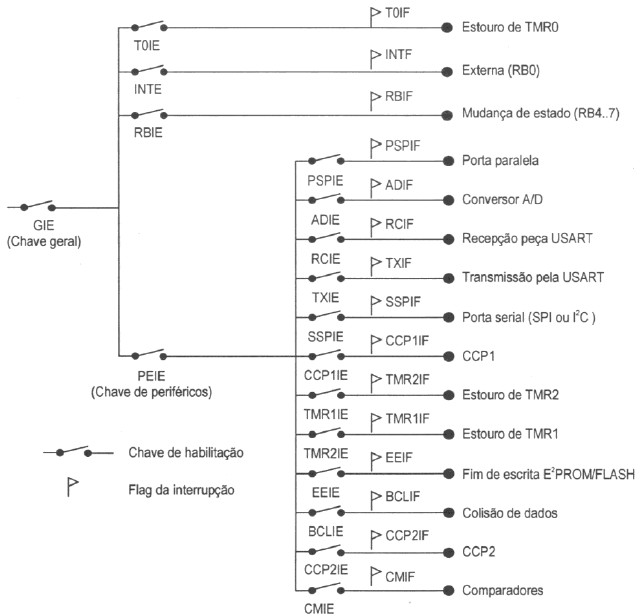 T0IF
Estouro de TMR0
T0IE
INTF
Externa (RB0)
INTE
RBIF
Mudança de estado (RB4..7)
RBIE
PSPIF
Porta paralela
PSPIE
ADIF
Conversor A/D
ADIE
RCIF
Recepção peça USART
RCIE
TXIF
Transmissão pela USART
TXIE
SSPIF
Porta serial (SPI ou I²C )
SSPIE
CCP1IF
CCP1
CCP1IE
TMR2IF
Estouro de TMR2
TMR1IE
TMR1IF
Estouro de TMR1
TMR2IE
EEIF
Fim de escrita E²PROM/FLASH
EEIE
BCLIF
Colisão de dados
BCLIE
CCP2IF
CCP2
CCP2IE
CMIF
Comparadores
CMIE
GIE
(Chave geral)
PEIE
(Chave de periféricos)
Chave de habilitação
Flag da interrupção